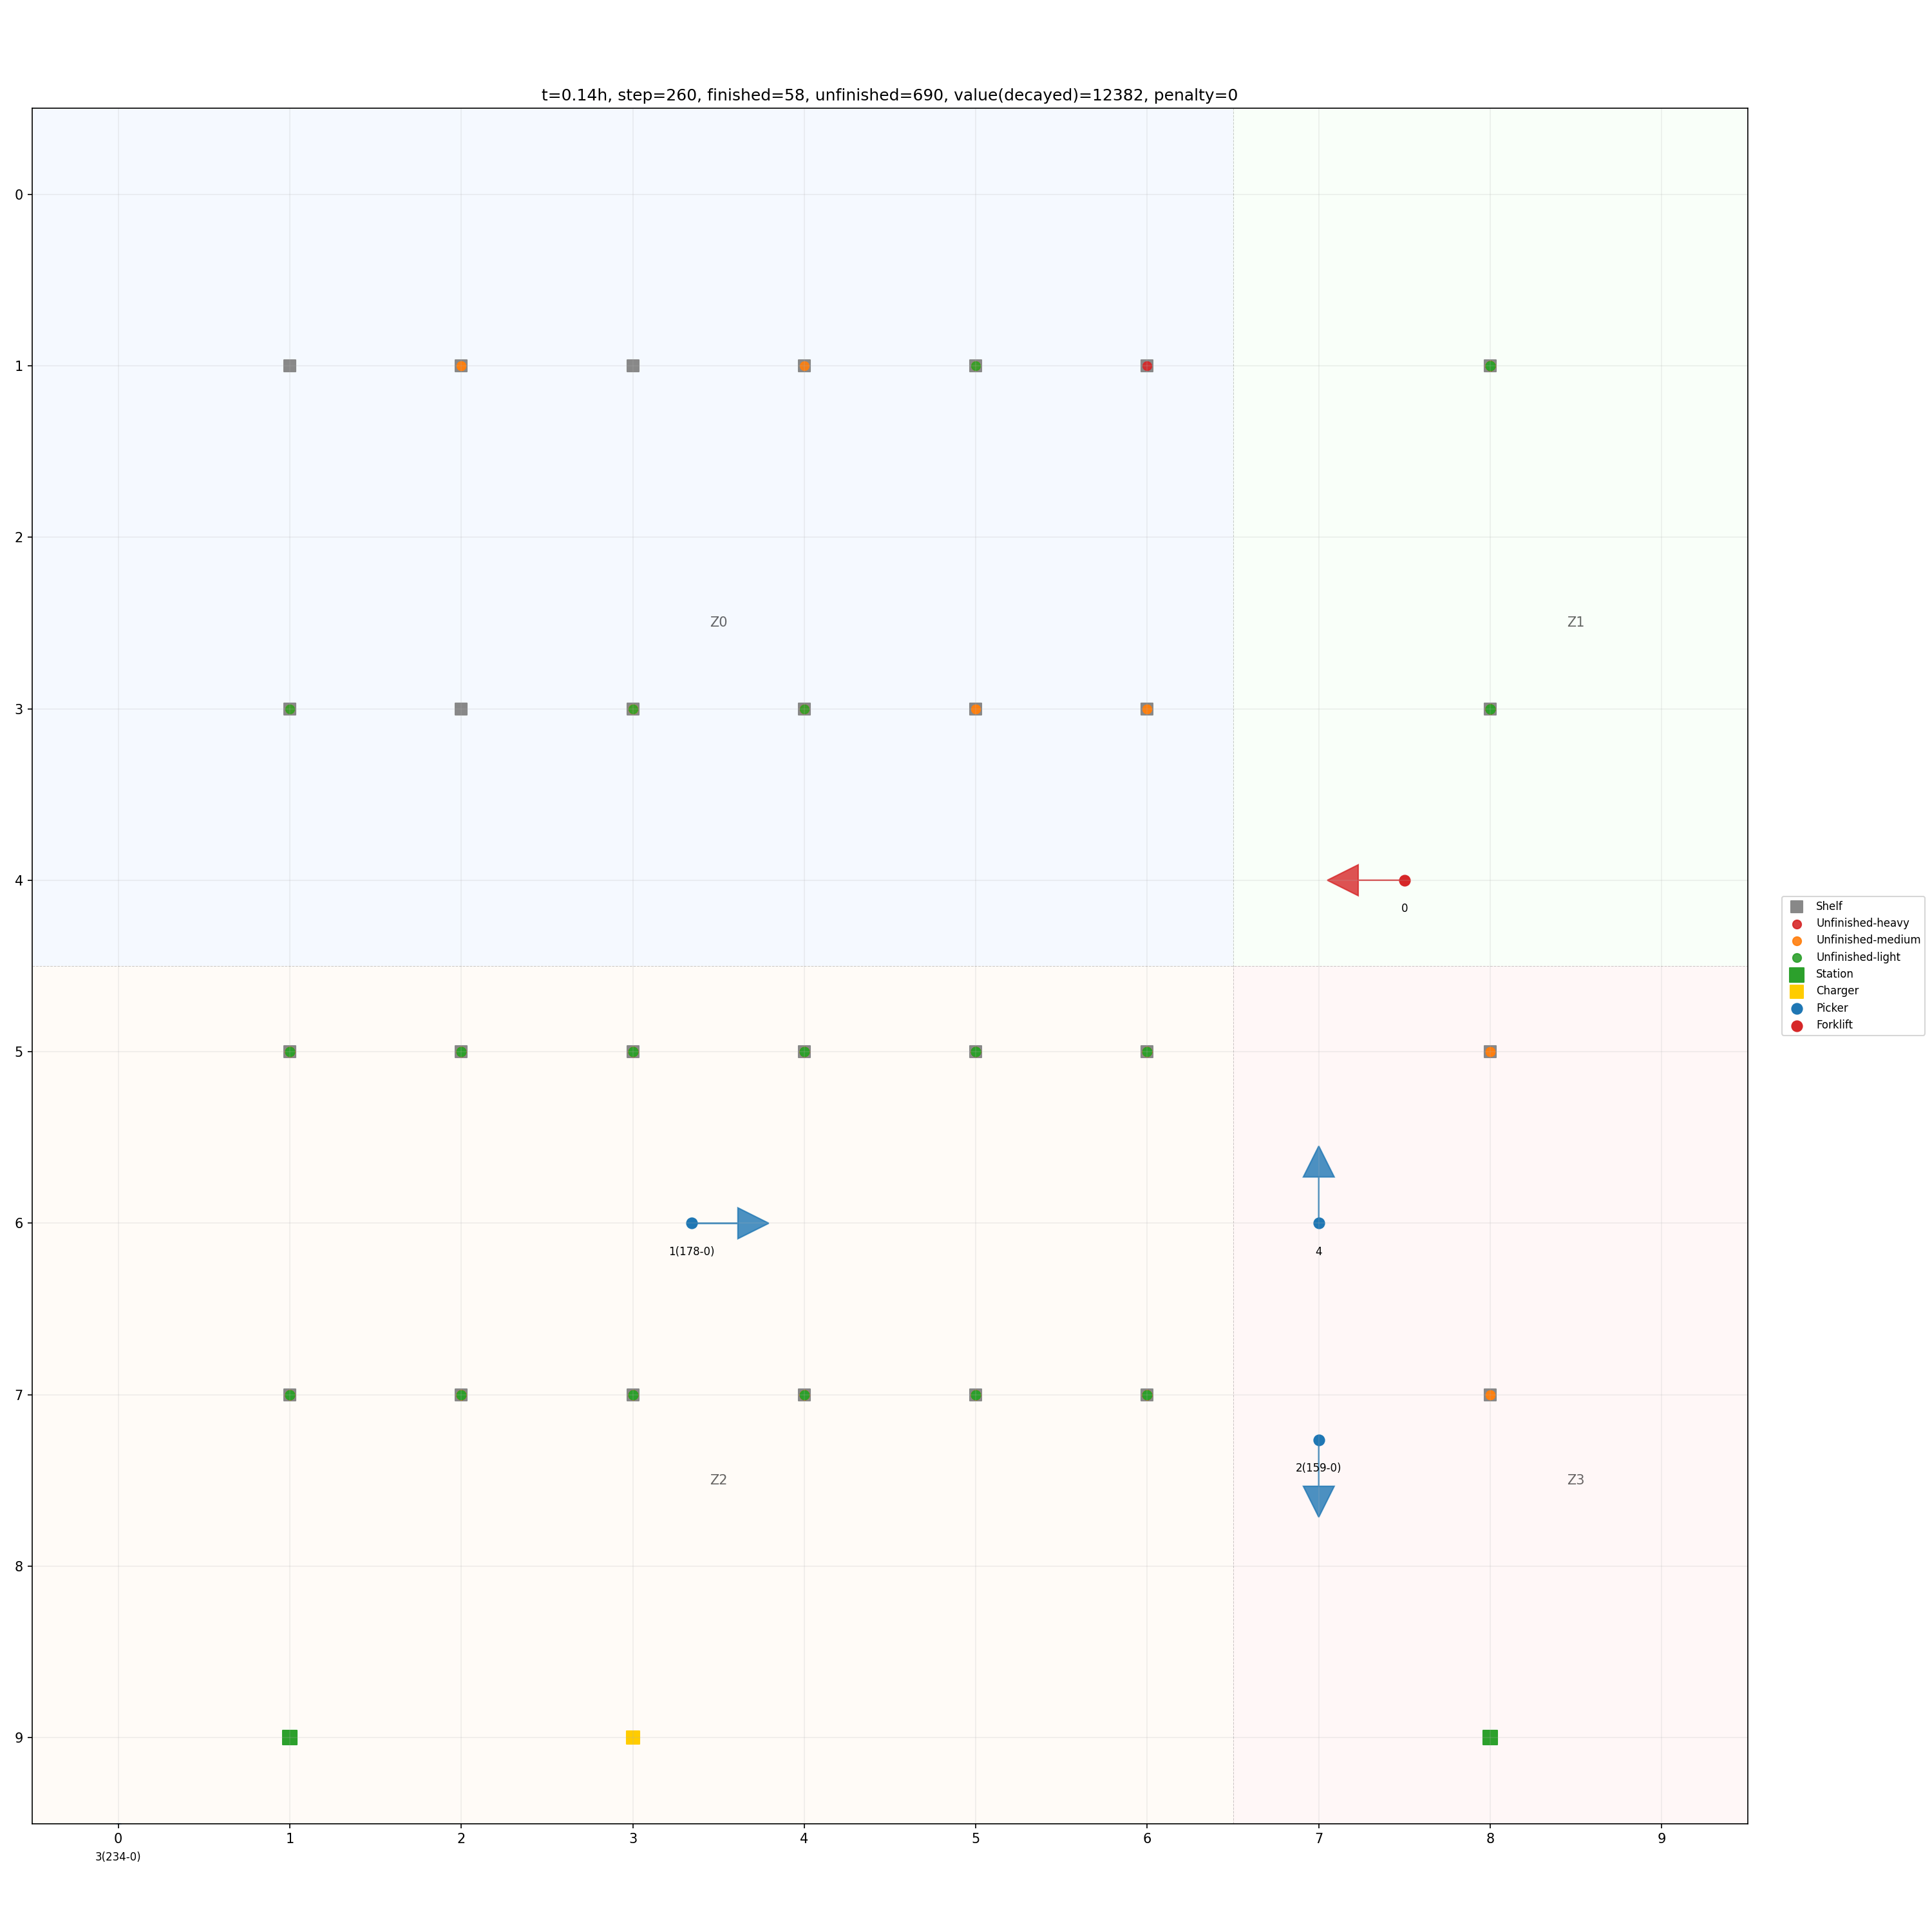 t=0.14h, step=260, finished=58, unfinished=690, value(decayed)=12382, penalty=0
0
1
2
Z0
Z1
3
4
0
Shelf
Unfinished-heavy
Unfinished-medium
Unfinished-light
Station
Charger
Picker
Forklift
5
6
1(178-0)
4
7
2(159-0)
Z2
Z3
8
9
0 1 2 3 4 5 6 7 8 9
3(234-0)